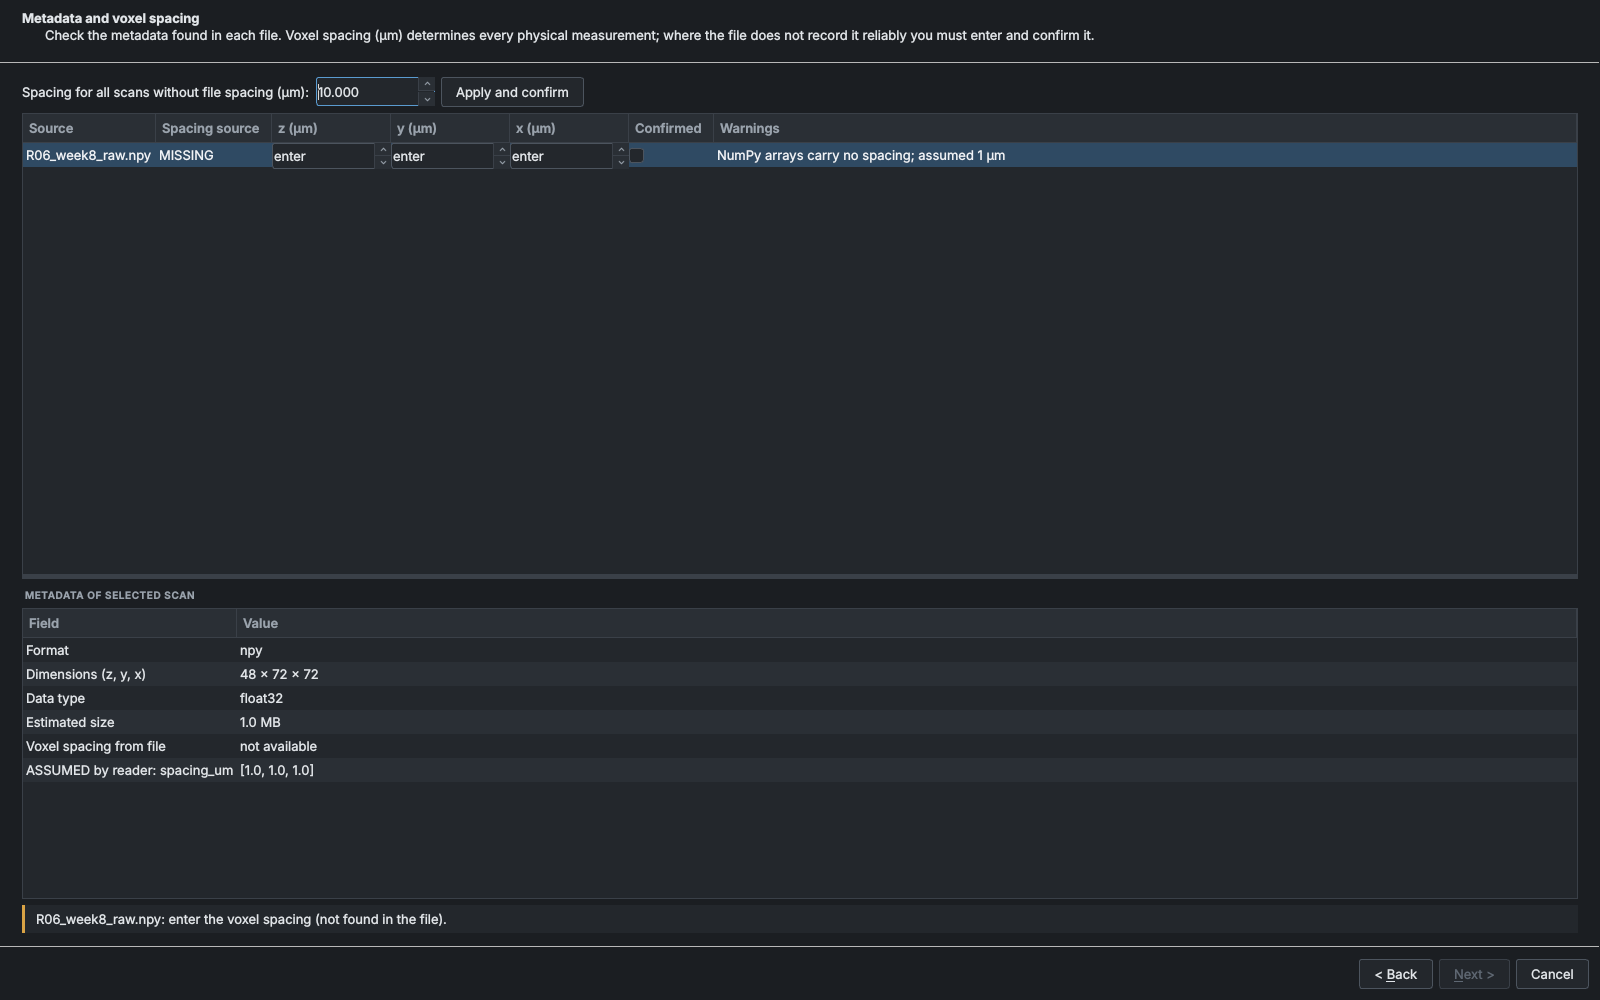 Metadata and voxel spacing
Check the metadata found in each file. Voxel spacing (µm) determines every physical measurement; where the file does not record it reliably you must enter and confirm it.
Spacing for all scans without file spacing (µm): 10.000 Apply and confirm
Source Spacing source z (µm) y (µm) x (µm) Confirmed Warnings
R06_week8_raw.npy MISSING enter enter enter NumPy arrays carry no spacing; assumed 1 µm
METADATA OF SELECTED SCAN
Field Value
Format npy
Dimensions (z, y, x) 48 × 72 × 72
Data type float32
Estimated size 1.0 MB
Voxel spacing from file not available
ASSUMED by reader: spacing_um [1.0, 1.0, 1.0]
R06_week8_raw.npy: enter the voxel spacing (not found in the file).
< Back Next > Cancel